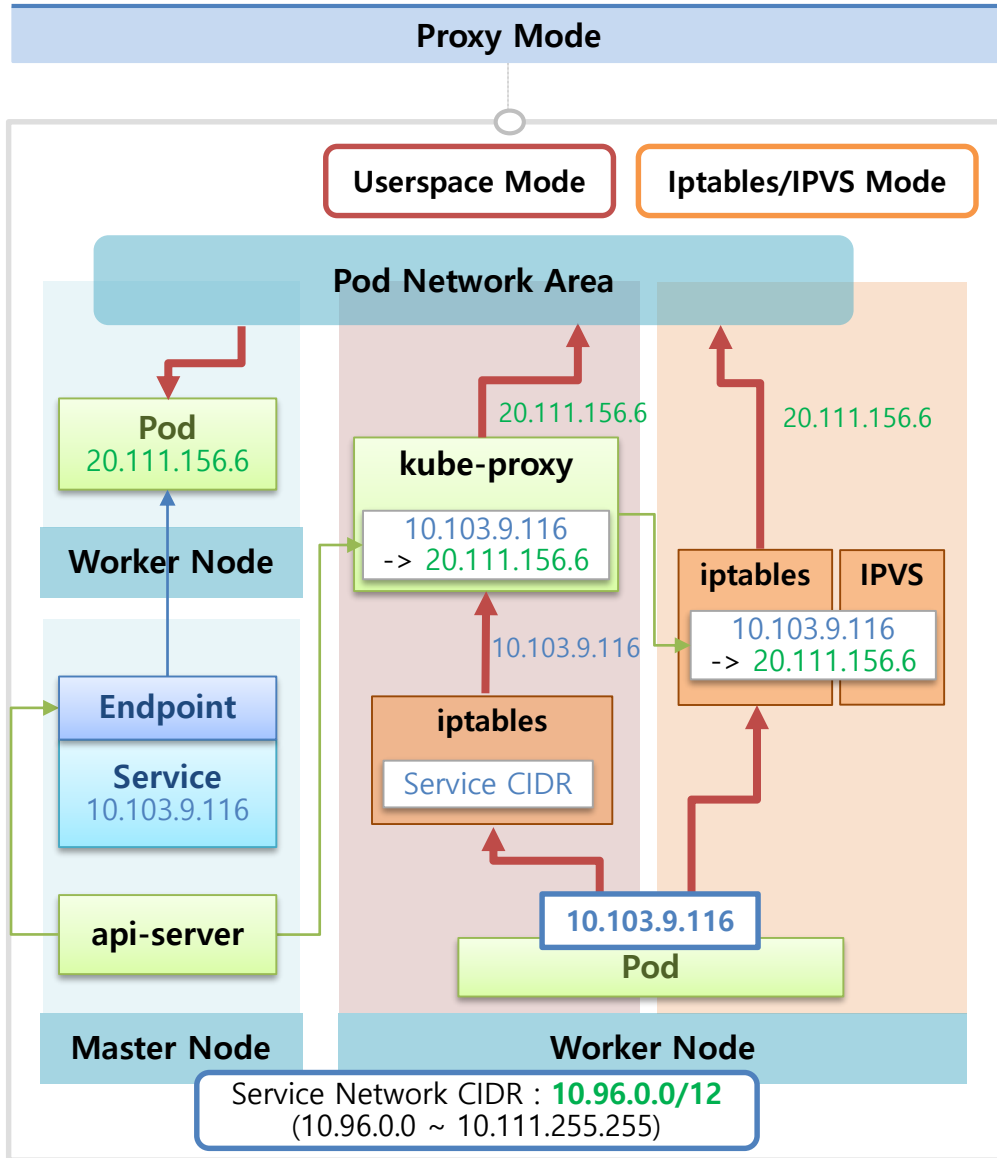 Proxy Mode
Userspace Mode
Iptables/IPVS Mode
Pod Network Area
Pod
20.111.156.6
Worker Node
Endpoint
Service
10.103.9.116
api-server
Master Node
20.111.156.6
kube-proxy
10.103.9.116
-> 20.111.156.6
10.103.9.116
iptables
Service CIDR
20.111.156.6
iptables
IPVS
10.103.9.116
-> 20.111.156.6
10.103.9.116
Pod
Worker Node
Service Network CIDR : 10.96.0.0/12
(10.96.0.0 ~ 10.111.255.255)